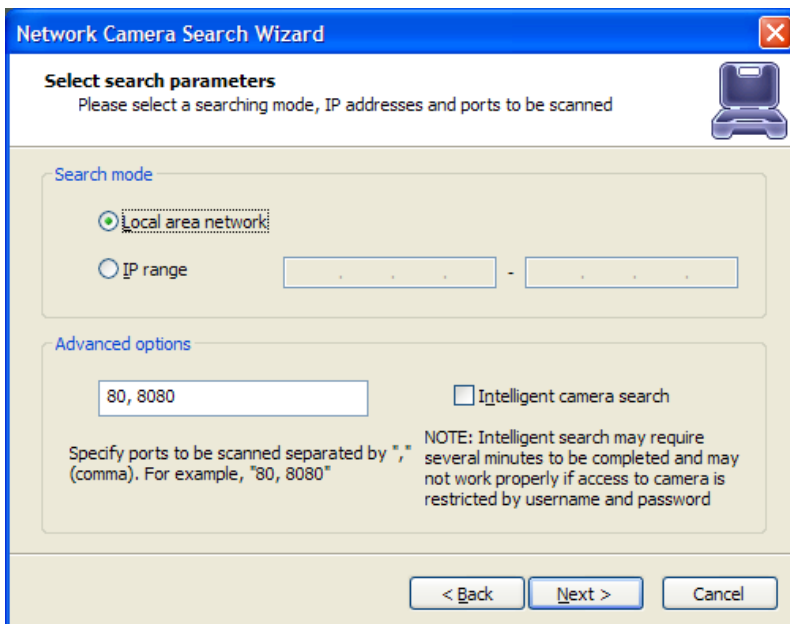 Network Camera Search Wizard
Select search parameters
Please select a searching mode, IP addresses and ports to be scanned
Search mode
Local area network
IP range . . . - . . .
Advanced options
80, 8080
Specify ports to be scanned separated by ","
(comma). For example, "80, 8080"
Intelligent camera search
NOTE: Intelligent search may require
several minutes to be completed and may
not work properly if access to camera is
restricted by username and password
< Back
Next >
Cancel